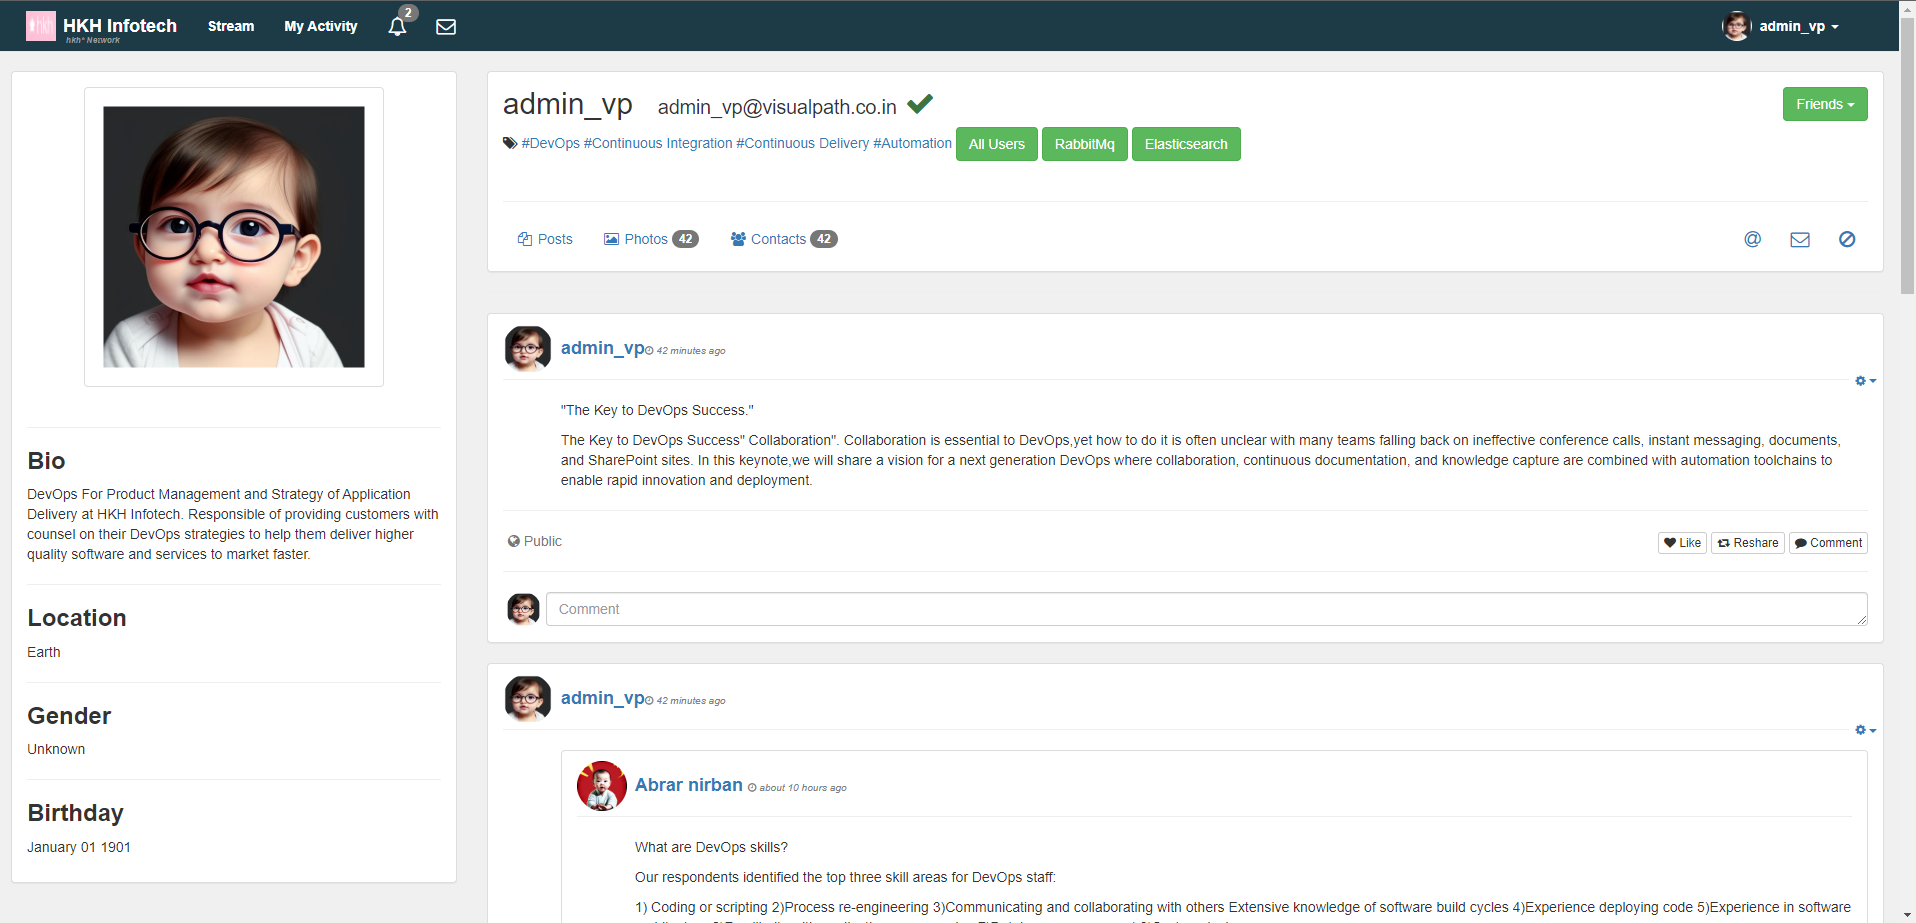 hkh HKH Infotech
hkh* Network
Stream
My Activity
2
admin_vp
admin_vp admin_vp@visualpath.co.in
Friends
#DevOps #Continuous Integration #Continuous Delivery #Automation All Users RabbitMq Elasticsearch
Posts Photos 42 Contacts 42
@
Bio
DevOps For Product Management and Strategy of Application
Delivery at HKH Infotech. Responsible of providing customers with
counsel on their DevOps strategies to help them deliver higher
quality software and services to market faster.
Location
Earth
Gender
Unknown
Birthday
January 01 1901
admin_vp 42 minutes ago
"The Key to DevOps Success."
The Key to DevOps Success" Collaboration". Collaboration is essential to DevOps,yet how to do it is often unclear with many teams falling back on ineffective conference calls, instant messaging, documents,
and SharePoint sites. In this keynote,we will share a vision for a next generation DevOps where collaboration, continuous documentation, and knowledge capture are combined with automation toolchains to
enable rapid innovation and deployment.
Public
Like Reshare Comment
Comment
admin_vp 42 minutes ago
Abrar nirban about 10 hours ago
What are DevOps skills?
Our respondents identified the top three skill areas for DevOps staff:
1) Coding or scripting 2)Process re-engineering 3)Communicating and collaborating with others Extensive knowledge of software build cycles 4)Experience deploying code 5)Experience in software